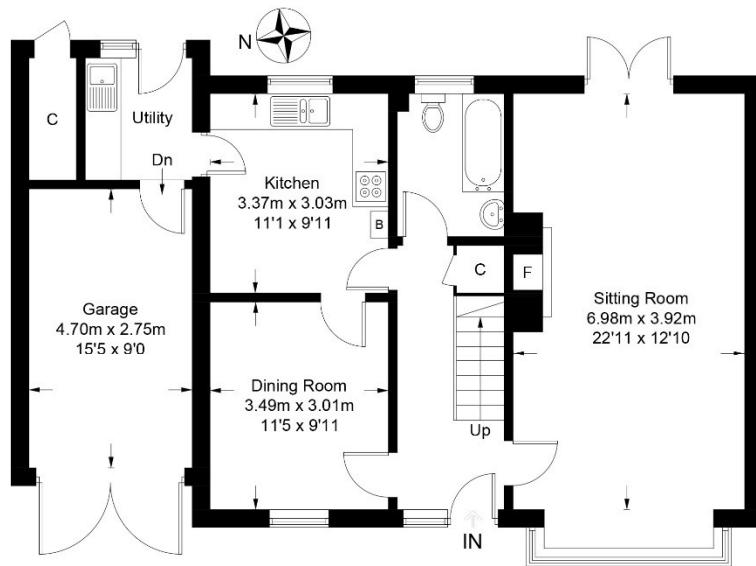 N
C
Utility
Dn
Kitchen
3.37m x 3.03m
11'1 x 9'11
B
C
F
Garage
4.70m x 2.75m
15'5 x 9'0
Sitting Room
6.98m x 3.92m
22'11 x 12'10
Dining Room
3.49m x 3.01m
11'5 x 9'11
Up
IN